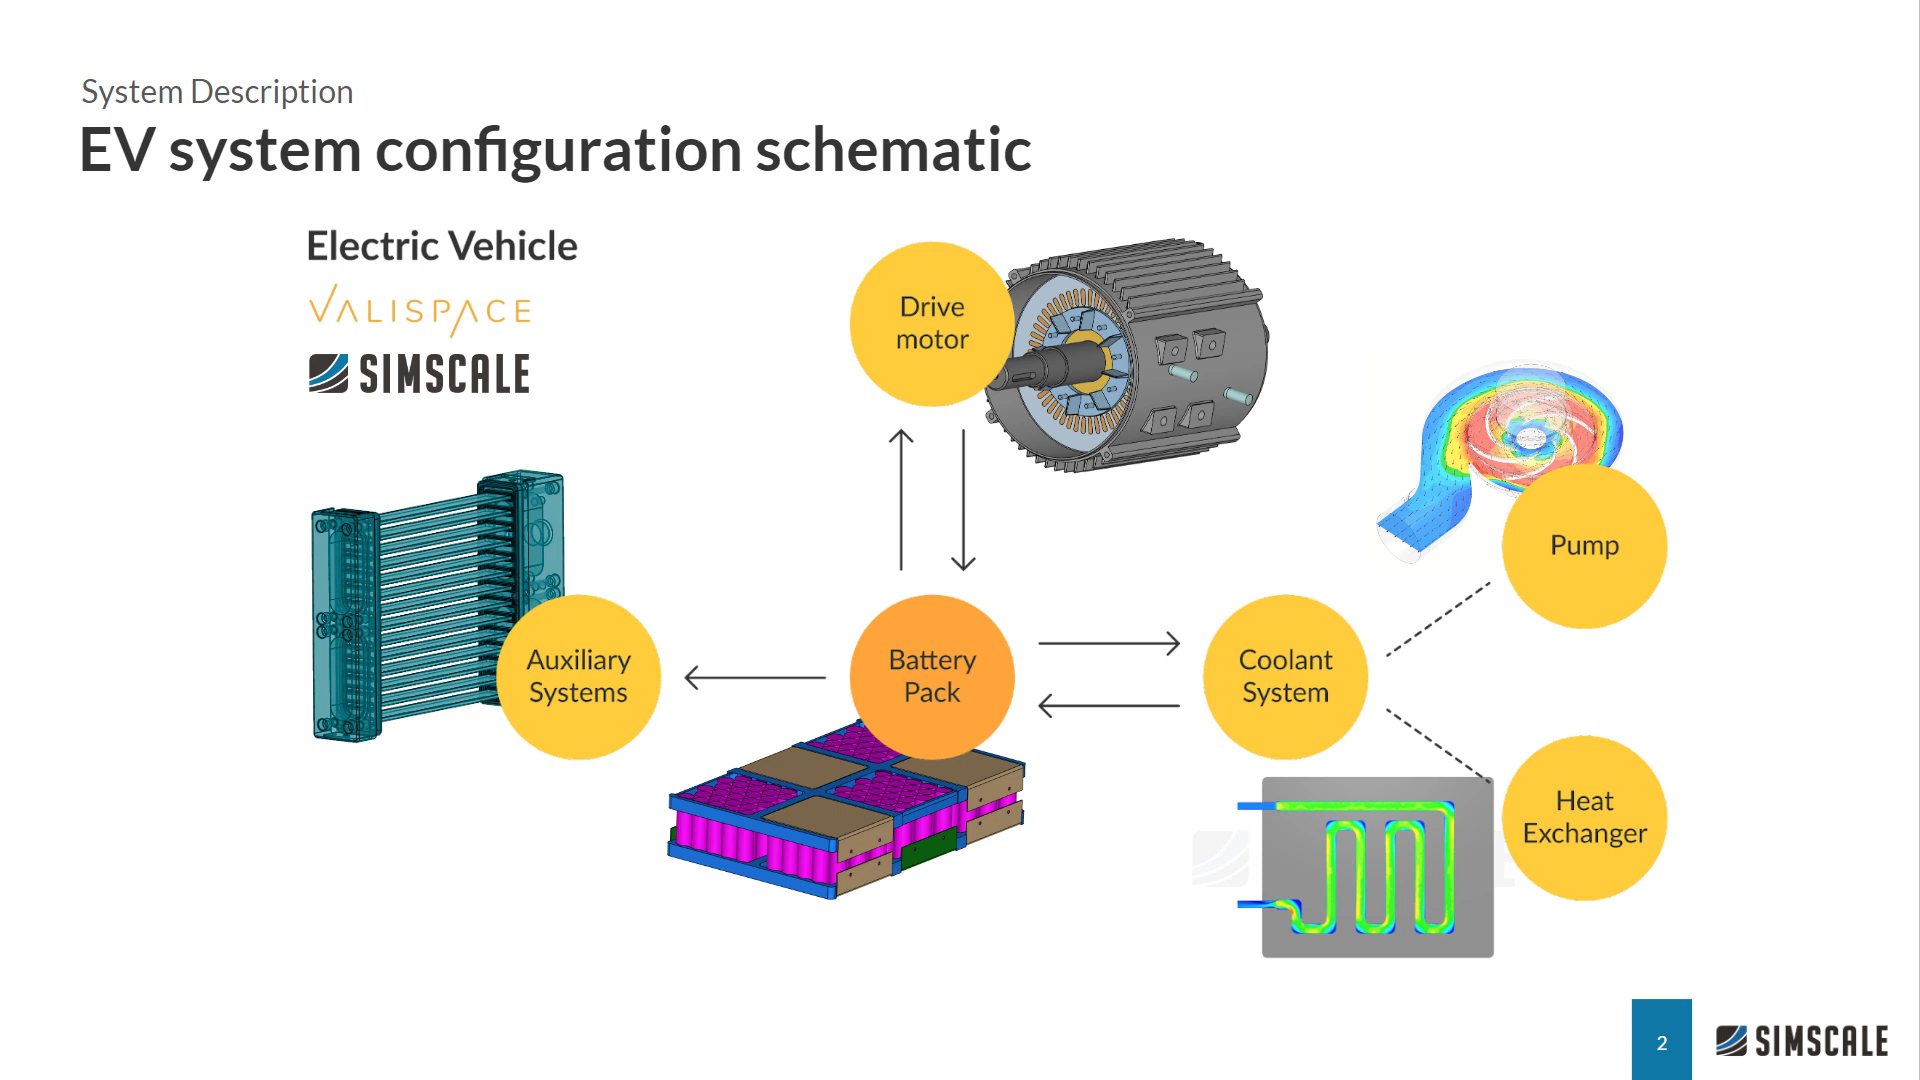 System Description
EV system configuration schematic
Electric Vehicle
VALISPACE
SIMSCALE
Drive
motor
Pump
Auxiliary
Systems
Battery
Pack
Coolant
System
Heat
Exchanger
2
SIMSCALE